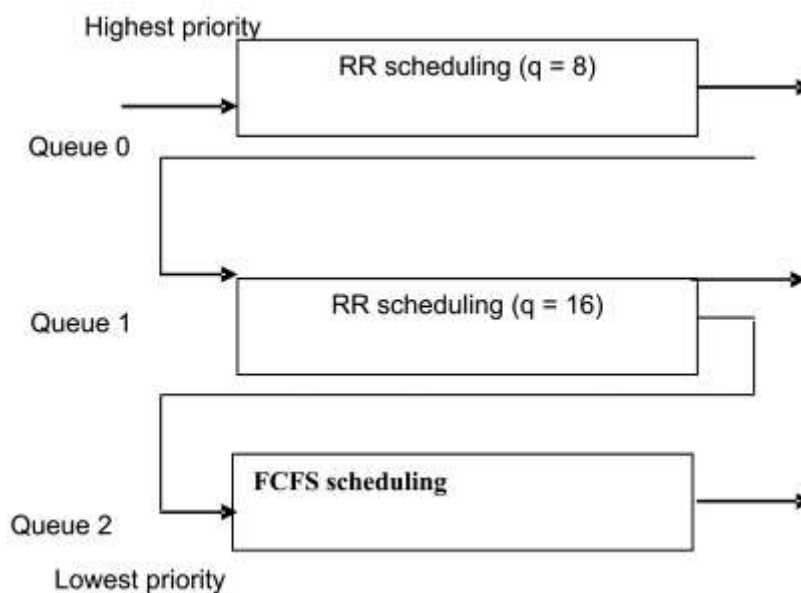 Highest priority
RR scheduling (q = 8)
Queue 0
RR scheduling (q = 16)
Queue 1
FCFS scheduling
Queue 2
Lowest priority